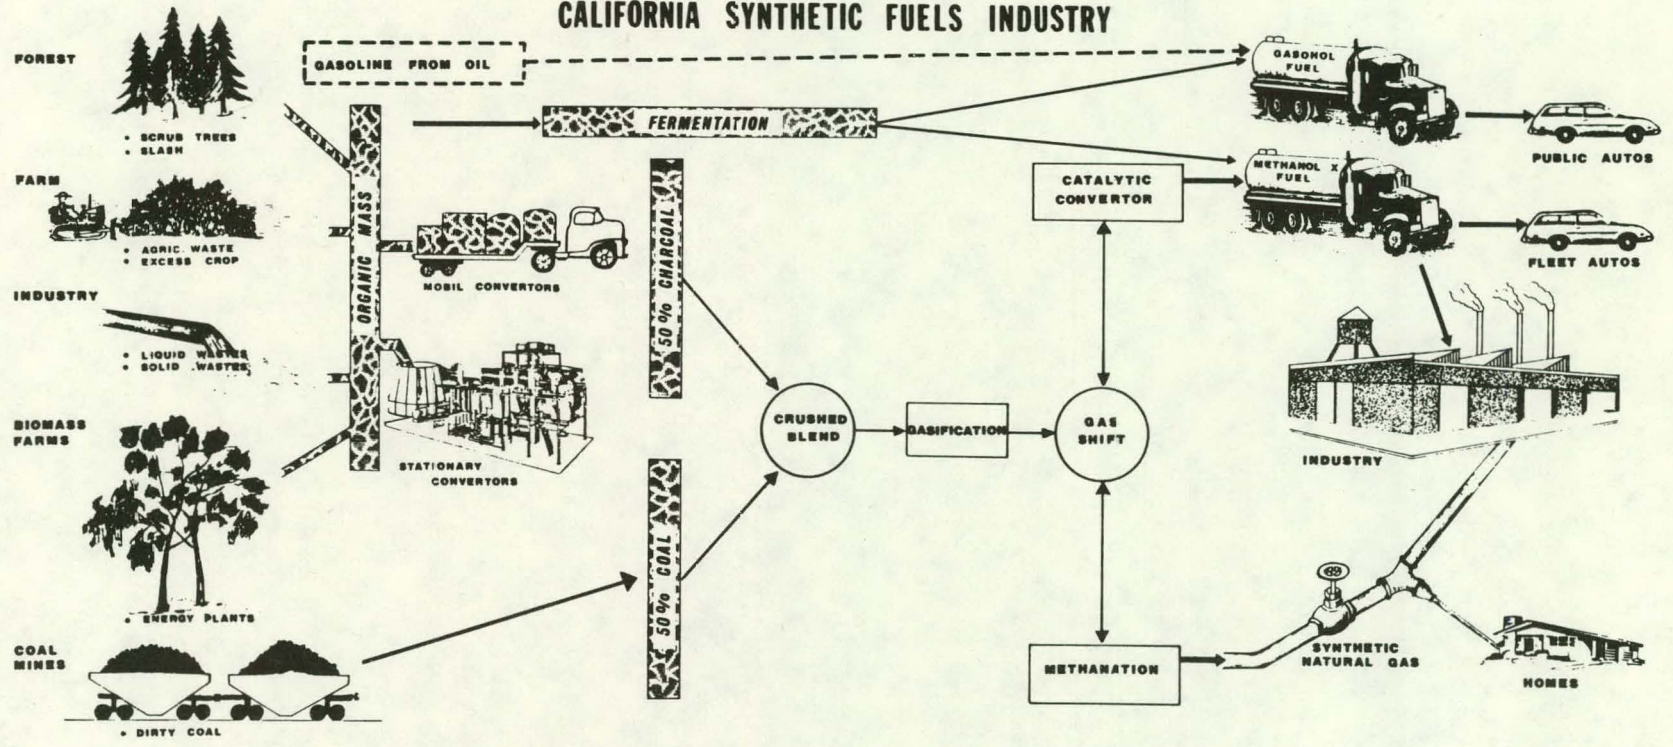 CALIFORNIA SYNTHETIC FUELS INDUSTRY
FOREST
• SCRUB TREES
• SLASH
FARM
• AGRIC. WASTE
• EXCESS CROP
INDUSTRY
• LIQUID WASTES
• SOLID WASTES
BIOMASS
FARMS
• ENERGY PLANTS
COAL
MINES
• DIRTY COAL
GASOLINE FROM OIL
ORGANIC MASS
MOBIL CONVERTORS
STATIONARY
CONVERTORS
FERMENTATION
50% CHARCOAL
50% COAL
CRUSHED
BLEND
GASIFICATION
GAS
SHIFT
CATALYTIC
CONVERTOR
METHANATION
GASOHOL
FUEL
PUBLIC AUTOS
METHANOL X
FUEL
FLEET AUTOS
INDUSTRY
SYNTHETIC
NATURAL GAS
HOMES